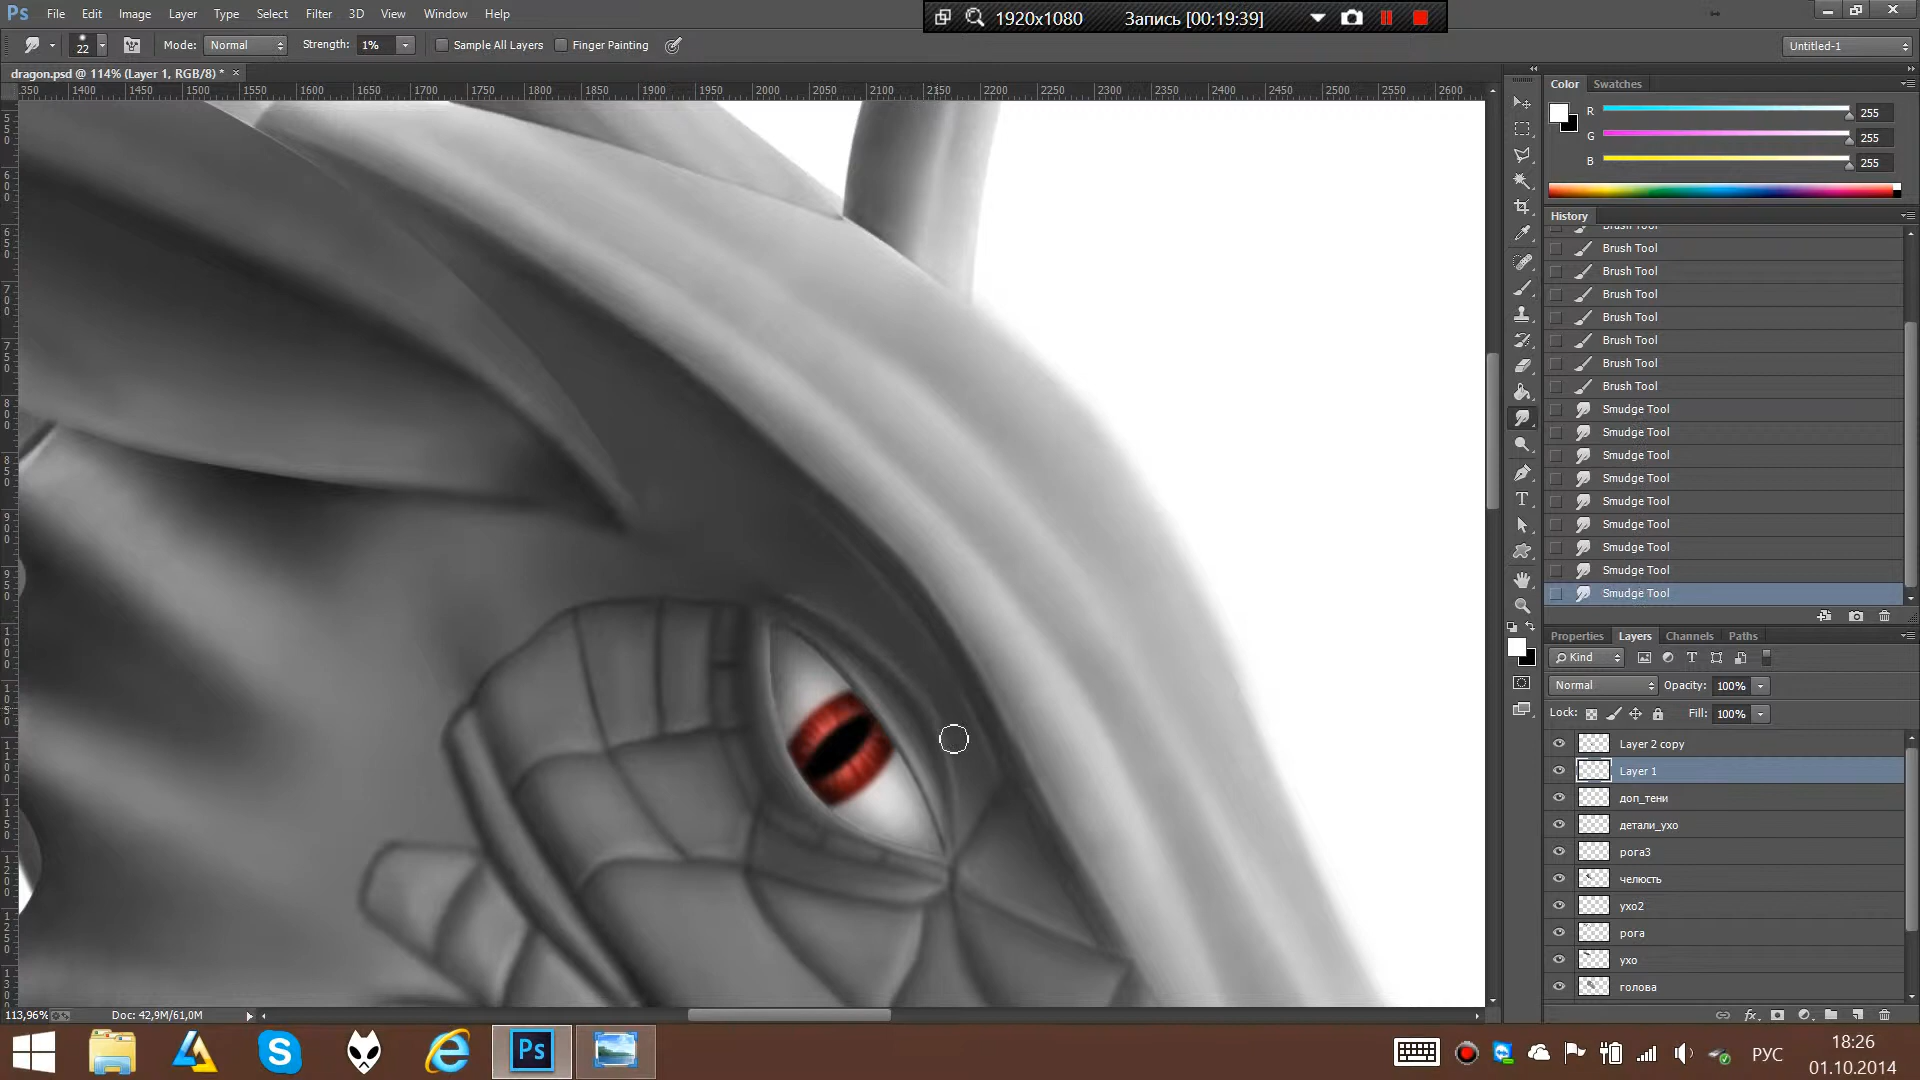 Ps File Edit Image Layer Type Select Filter 3D View Window Help
1920x1080 Запись [00:19:39]
22 Mode: Normal Strength: 1% Sample All Layers Finger Painting Untitled-1
dragon.psd @ 114% (Layer 1, RGB/8) * ×
350 1400 1450 1500 1550 1600 1650 1700 1750 1800 1850 1900 1950 2000 2050 2100 2150 2200 2250 2300 2350 2400 2450 2500 2550 2600
Color Swatches
R 255
G 255
B 255
History
Brush Tool
Brush Tool
Brush Tool
Brush Tool
Brush Tool
Brush Tool
Brush Tool
Brush Tool
Smudge Tool
Smudge Tool
Smudge Tool
Smudge Tool
Smudge Tool
Smudge Tool
Smudge Tool
Smudge Tool
Smudge Tool
Properties Layers Channels Paths
Kind
Normal Opacity: 100%
Lock: Fill: 100%
Layer 2 copy
Layer 1
доп_тени
детали_ухо
рога3
челюсть
ухо2
рога
ухо
голова
fx
113,96% Doc: 42,9M/61,0M
Ps
РУС
18:26
01.10.2014